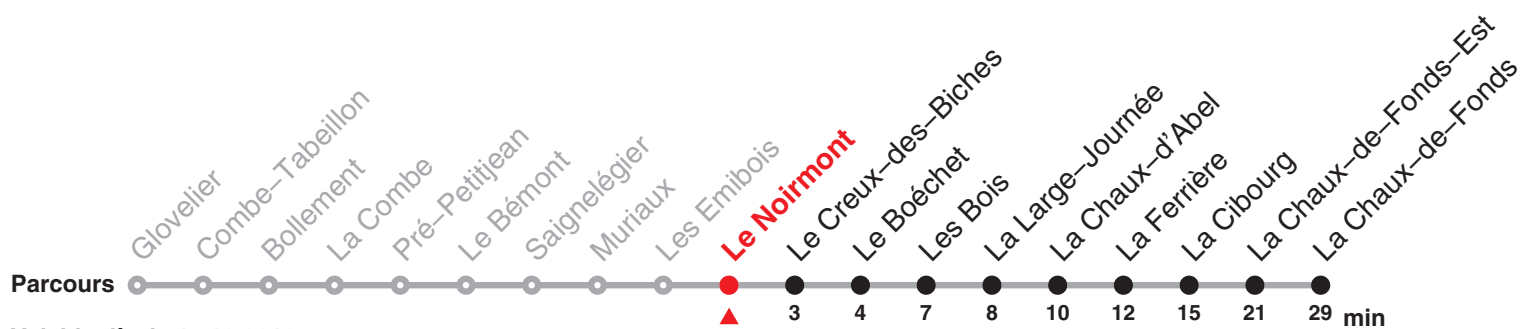 Glovelier
Combe–Tabeillon
Bollement
La Combe
Pré–Petitjean
Le Bémont
Saignelégier
Muriaux
Les Emibois
Le Noirmont
Le Creux–des–Biches
Le Boéchet
Les Bois
La Large–Journée
La Chaux–d'Abel
La Ferrière
La Cibourg
La Chaux–de–Fonds–Est
La Chaux–de–Fonds
Parcours
3 4 7 8 10 12 15 21 29 min